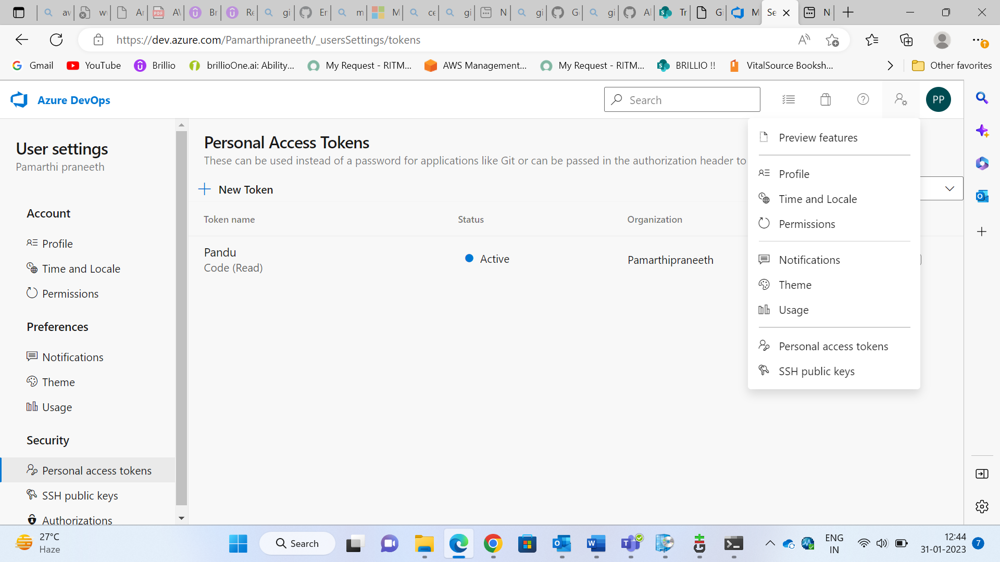 av
wv
Ar
AV
Br
Re
gi
Er
m
M
ce
gi
N
gi
Gi
gi
Al
Tr
Gi
M
Se
N
https://dev.azure.com/Pamarthipraneeth/_usersSettings/tokens
Gmail
YouTube
Brillio
brillioOne.ai: Ability...
My Request - RITM...
AWS Management...
My Request - RITM...
BRILLIO !!
VitalSource Booksh...
Other favorites
Azure DevOps
Search
PP
User settings
Pamarthi praneeth
Account
Profile
Time and Locale
Permissions
Preferences
Notifications
Theme
Usage
Security
Personal access tokens
SSH public keys
Authorizations
Personal Access Tokens
These can be used instead of a password for applications like Git or can be passed in the authorization header to
New Token
Token name Status Organization
Pandu
Code (Read)
Active
Pamarthipraneeth
Preview features
Profile
Time and Locale
Permissions
Notifications
Theme
Usage
Personal access tokens
SSH public keys
27°C
Haze
Search
ENG
IN
12:44
31-01-2023
7